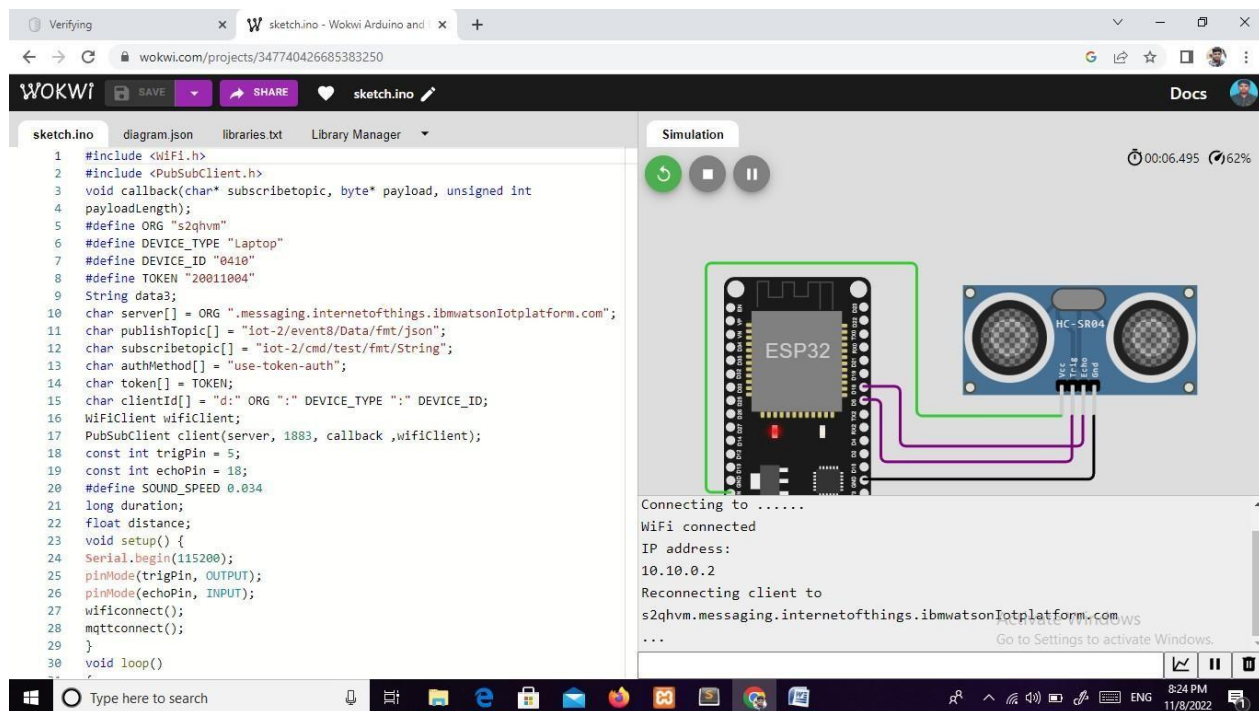 Verifying
sketch.ino - Wokwi Arduino and
wokwi.com/projects/347740426685383250
WOKWi
SAVE
SHARE
sketch.ino
Docs
sketch.ino diagram.json libraries.txt Library Manager
1 #include <WiFi.h>
2 #include <PubSubClient.h>
3 void callback(char* subscribetopic, byte* payload, unsigned int
4 payloadLength);
5 #define ORG "s2qhvm"
6 #define DEVICE_TYPE "Laptop"
7 #define DEVICE_ID "0410"
8 #define TOKEN "20011004"
9 String data3;
10 char server[] = ORG ".messaging.internetofthings.ibmwatsonIotplatform.com";
11 char publishTopic[] = "iot-2/event8/Data/fmt/json";
12 char subscribetopic[] = "iot-2/cmd/test/fmt/String";
13 char authMethod[] = "use-token-auth";
14 char token[] = TOKEN;
15 char clientId[] = "d:" ORG ":" DEVICE_TYPE ":" DEVICE_ID;
16 WiFiClient wifiClient;
17 PubSubClient client(server, 1883, callback ,wifiClient);
18 const int trigPin = 5;
19 const int echoPin = 18;
20 #define SOUND_SPEED 0.034
21 long duration;
22 float distance;
23 void setup() {
24 Serial.begin(115200);
25 pinMode(trigPin, OUTPUT);
26 pinMode(echoPin, INPUT);
27 wificonnect();
28 mqttconnect();
29 }
30 void loop()
Simulation
00:06.495 62%
ESP32
HC-SR04
Vcc
Trig
Echo
Gnd
Connecting to ......
WiFi connected
IP address:
10.10.0.2
Reconnecting client to
s2qhvm.messaging.internetofthings.ibmwatsonIotplatform.com
...
Activate Windows
Go to Settings to activate Windows.
Type here to search
ENG
8:24 PM
11/8/2022